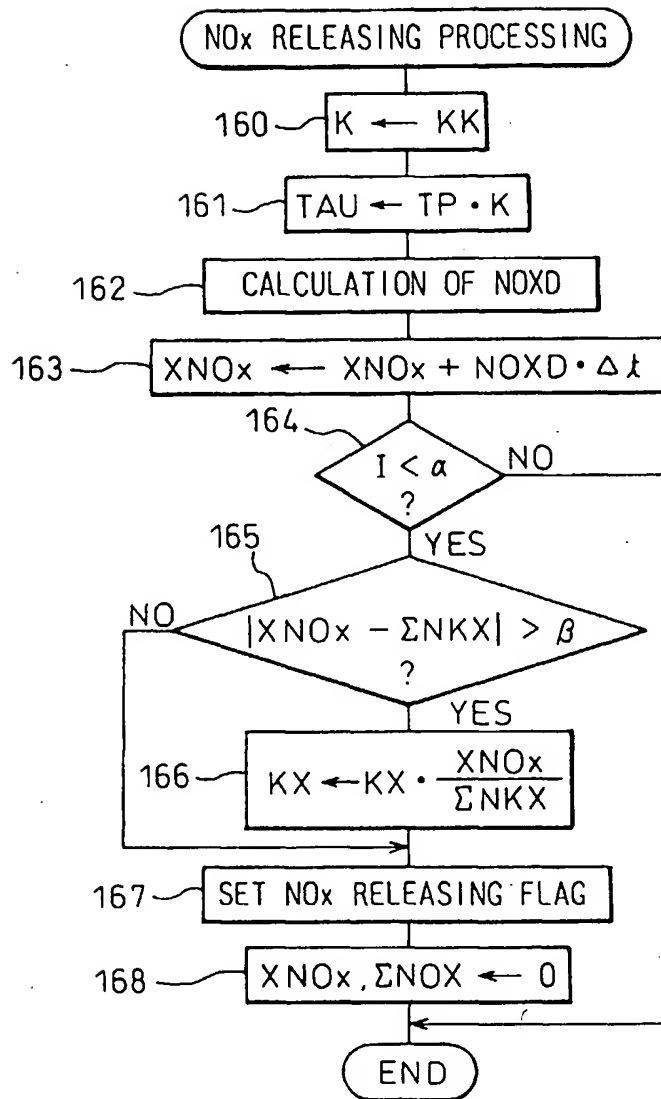 NOx RELEASING PROCESSING
160
K ← KK
161
TAU ← TP · K
162
CALCULATION OF NOXD
163
XNOx ← XNOx + NOXD · Δt
164
I < α
?
NO
YES
165
NO
|XNOx − ΣNKX| > β
?
YES
166
KX ← KX · XNOx / ΣNKX
167
SET NOx RELEASING FLAG
168
XNOx, ΣNOX ← 0
END